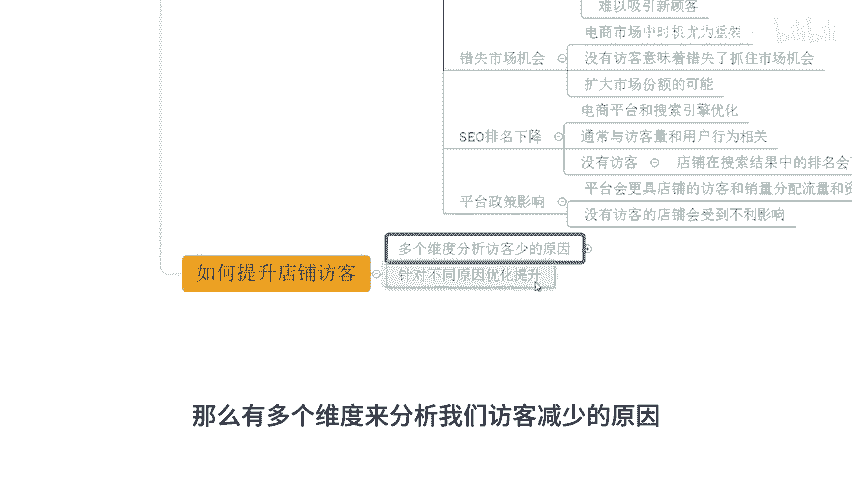 难以吸引新顾客
电商市场中时机尤为重要
错失市场机会
没有访客意味着错失了抓住市场机会
扩大市场份额的可能
电商平台和搜索引擎优化
SEO排名下降
通常与访客量和用户行为相关
没有访客
店铺在搜索结果中的排名会
平台会更具店铺的访客和销量分配流量和资
平台政策影响
没有访客的店铺会受到不利影响
多个维度分析访客少的原因
如何提升店铺访客
针对不同原因优化提升
那么有多个维度来分析我们访客减少的原因